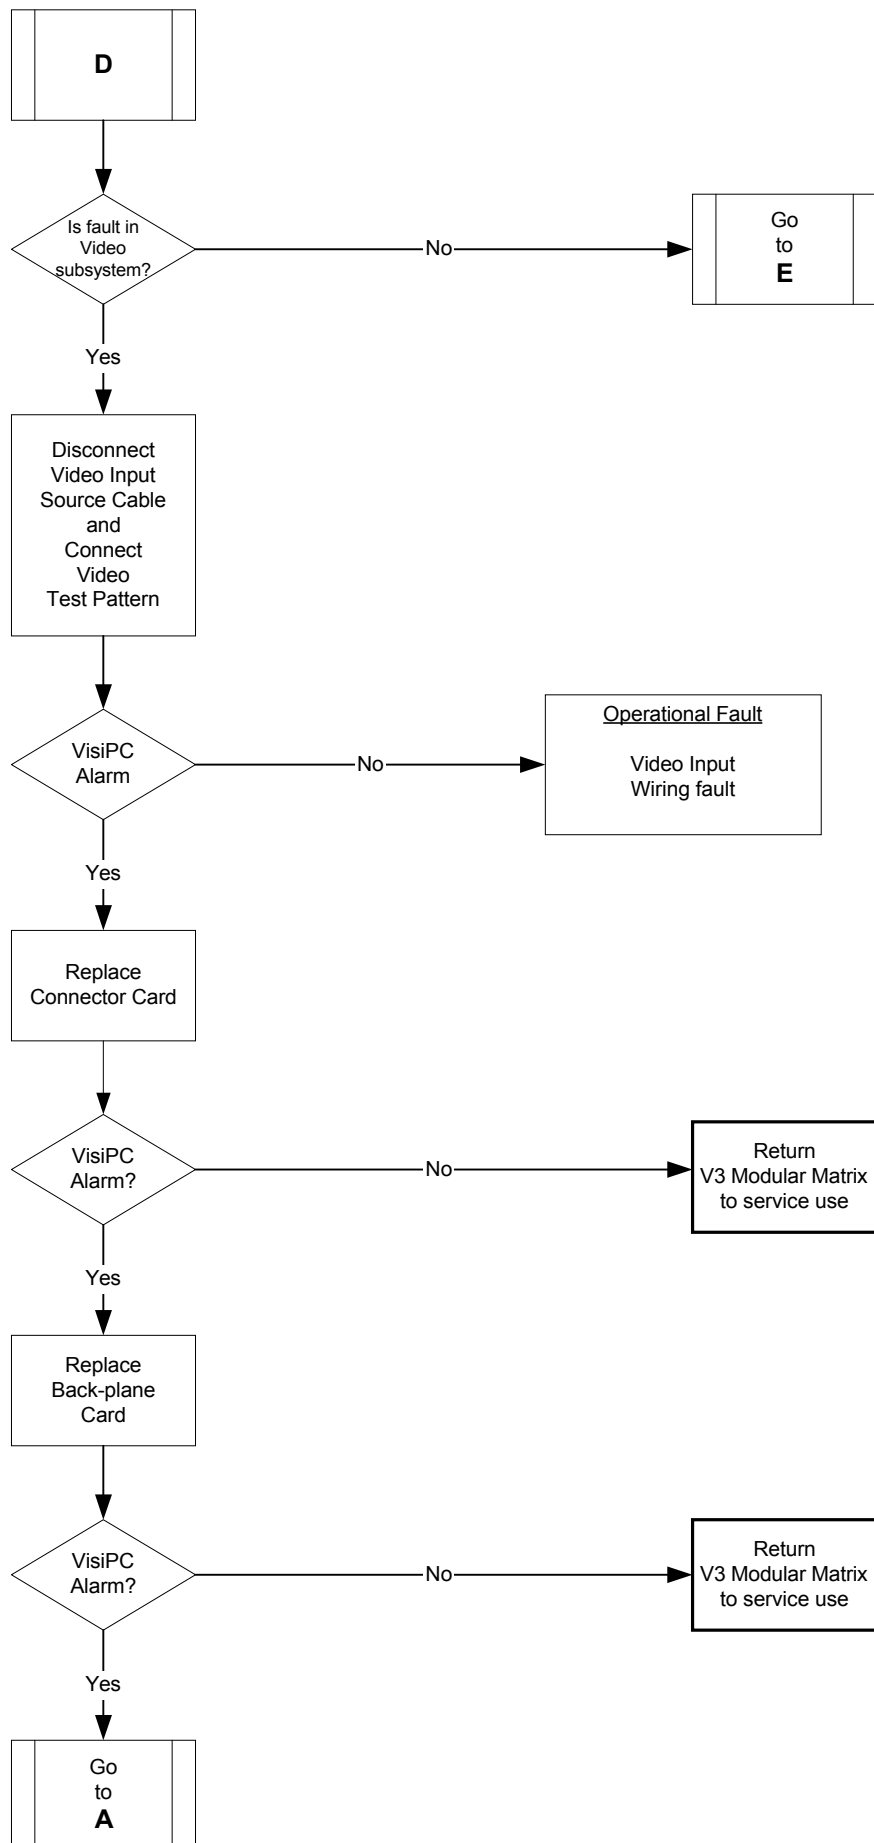 D
Is fault in
Video
subsystem?
No
Go
to
E
Yes
Disconnect
Video Input
Source Cable
and
Connect
Video
Test Pattern
VisiPC
Alarm
No
Operational Fault
Video Input
Wiring fault
Yes
Replace
Connector Card
VisiPC
Alarm?
No
Return
V3 Modular Matrix
to service use
Yes
Replace
Back-plane
Card
VisiPC
Alarm?
No
Return
V3 Modular Matrix
to service use
Yes
Go
to
A